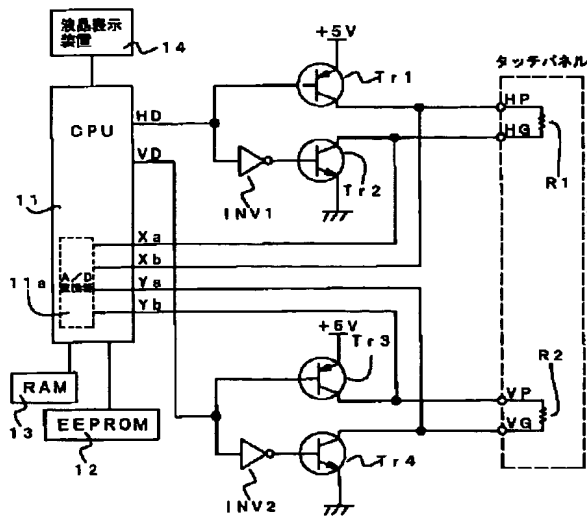 液晶表示
装置
14
+5V
Tr1
タッチパネル
CPU
HD
HP
VD
HG
Tr2
R1
INV1
11
Xa
Xb
11a
A/D
変換部
Ya
Yb
+5V
Tr3
R2
RAM
VP
13
EEPROM
VG
12
Tr4
INV2